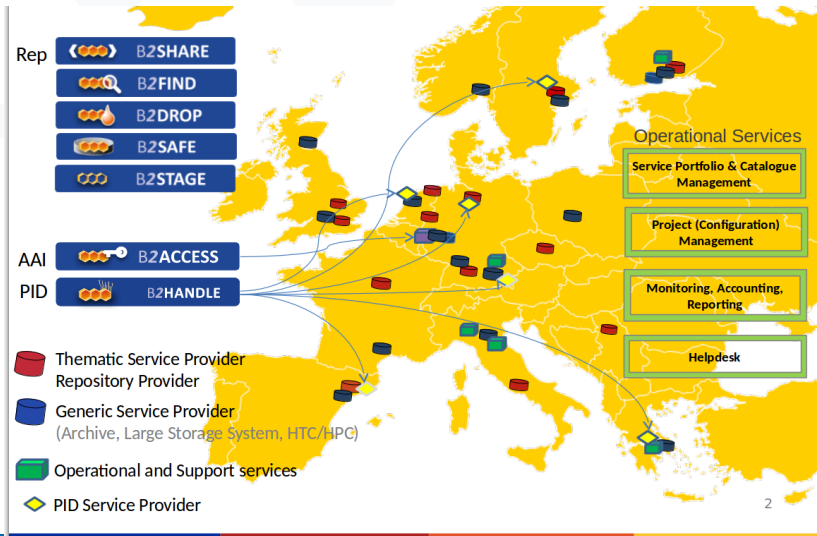 Rep
B2SHARE
B2FIND
B2DROP
B2SAFE
B2STAGE
AAI
B2ACCESS
PID
B2HANDLE
Operational Services
Service Portfolio & Catalogue
Management
Project (Configuration)
Management
Monitoring, Accounting,
Reporting
Helpdesk
Thematic Service Provider
Repository Provider
Generic Service Provider
(Archive, Large Storage System, HTC/HPC)
Operational and Support services
PID Service Provider
2